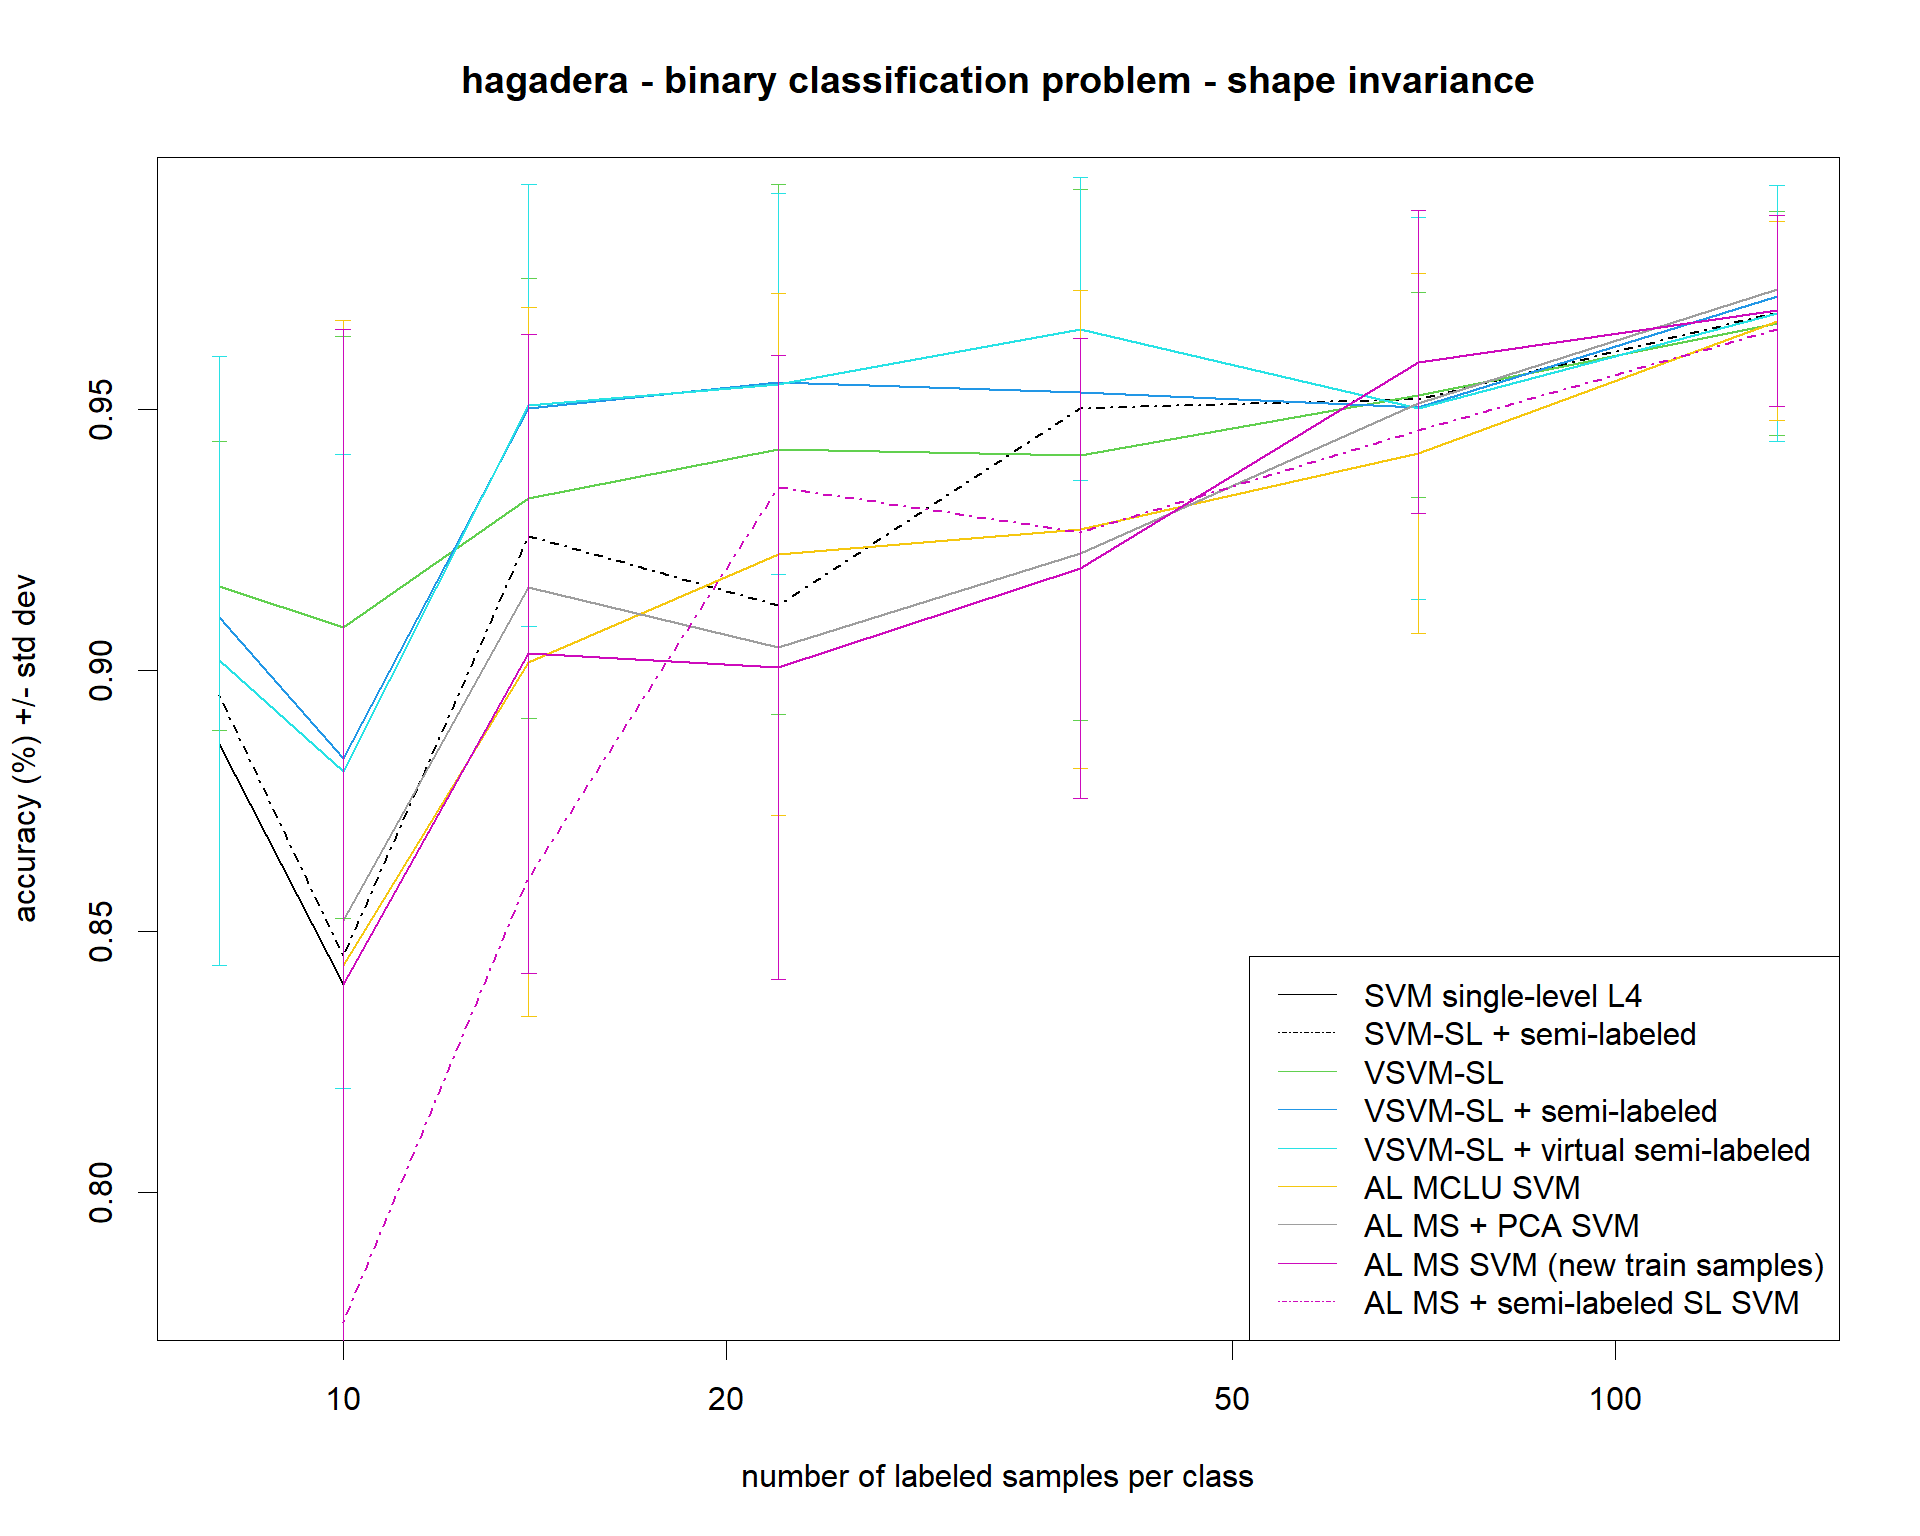 hagadera - binary classification problem - shape invariance
accuracy (%) +/- std dev
0.95
0.90
0.85
0.80
SVM single-level L4
SVM-SL + semi-labeled
VSVM-SL
VSVM-SL + semi-labeled
VSVM-SL + virtual semi-labeled
AL MCLU SVM
AL MS + PCA SVM
AL MS SVM (new train samples)
AL MS + semi-labeled SL SVM
10 20 50 100
number of labeled samples per class